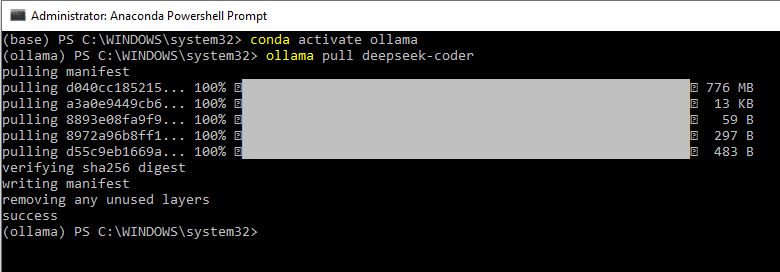 Administrator: Anaconda Powershell Prompt
(base) PS C:\WINDOWS\system32> conda activate ollama
(ollama) PS C:\WINDOWS\system32> ollama pull deepseek-coder
pulling manifest
pulling d040cc185215... 100% 776 MB
pulling a3a0e9449cb6... 100% 13 KB
pulling 8893e08fa9f9... 100% 59 B
pulling 8972a96b8ff1... 100% 297 B
pulling d55c9eb1669a... 100% 483 B
verifying sha256 digest
writing manifest
removing any unused layers
success
(ollama) PS C:\WINDOWS\system32>